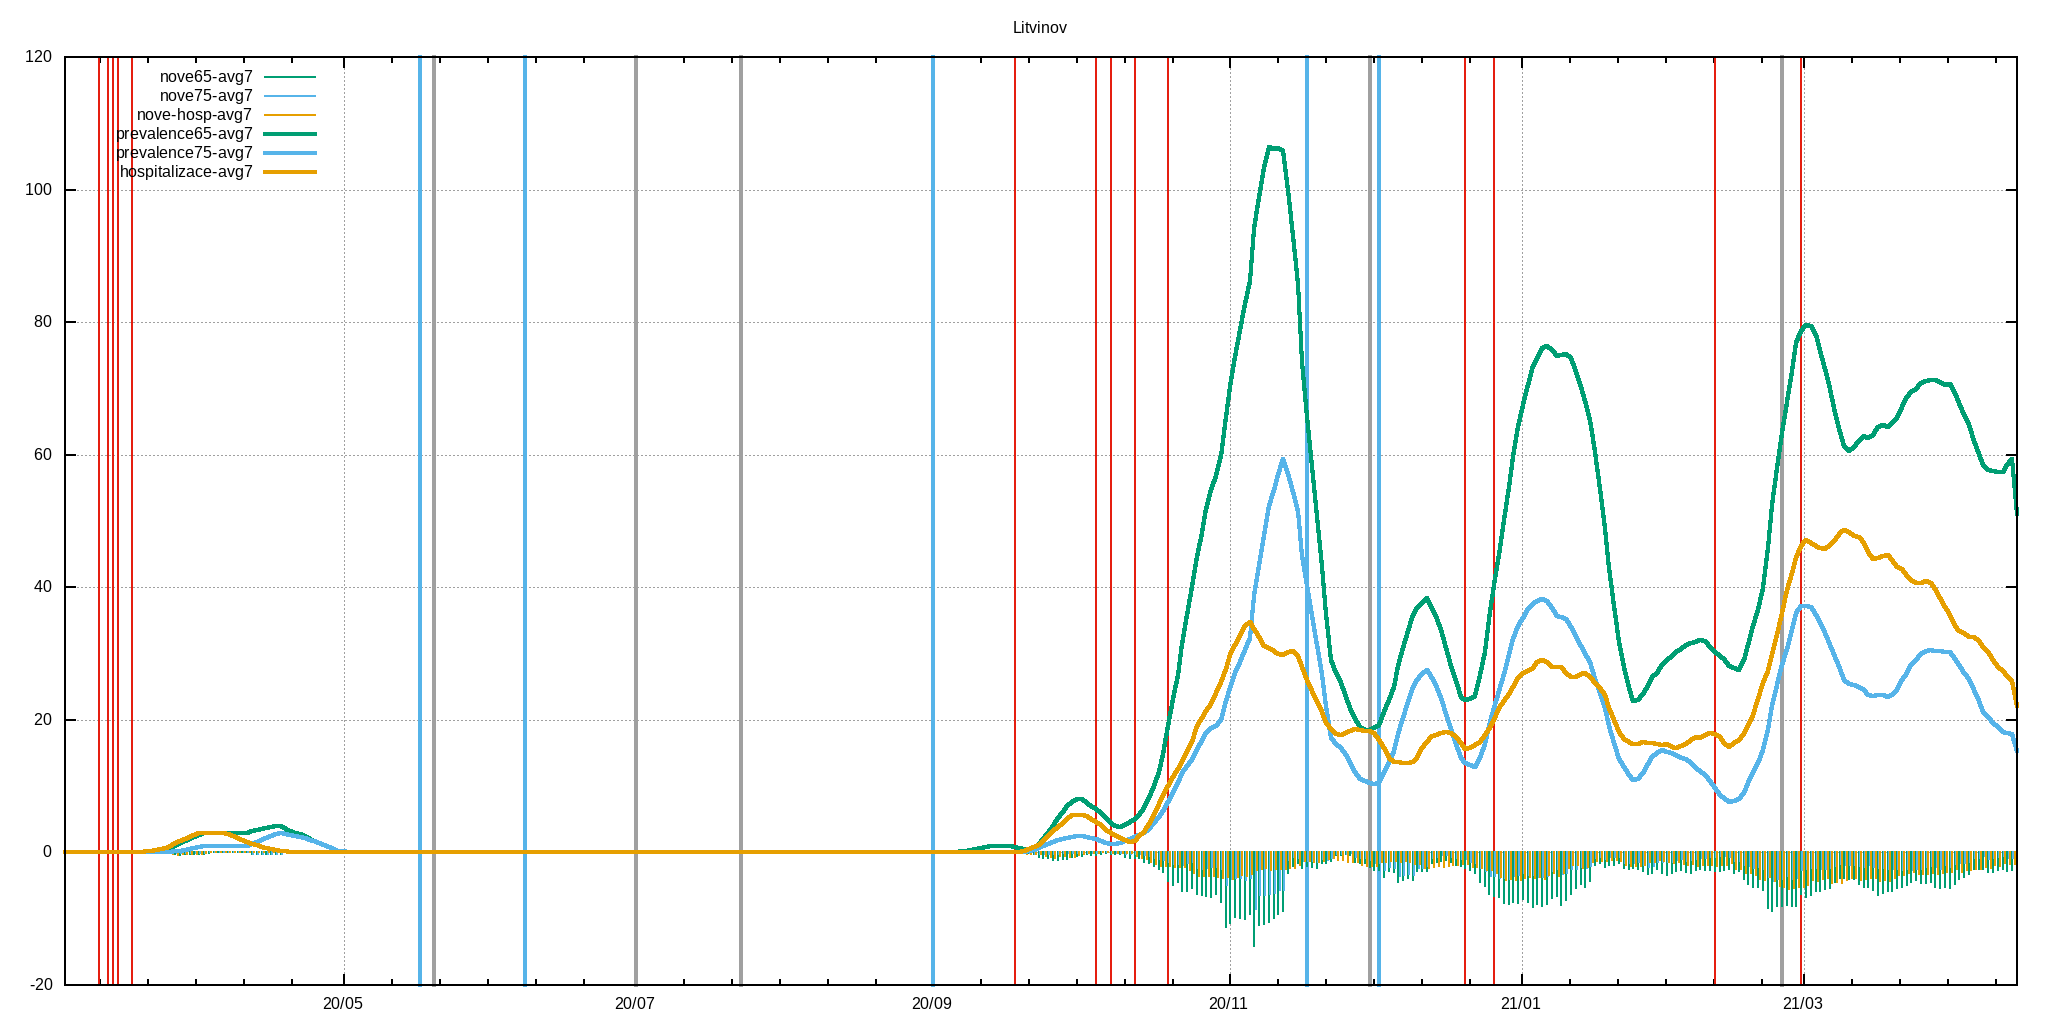 Litvinov
120
100
80
60
40
20
0
-20
nove65-avg7
nove75-avg7
nove-hosp-avg7
prevalence65-avg7
prevalence75-avg7
hospitalizace-avg7
20/05 20/07 20/09 20/11 21/01 21/03